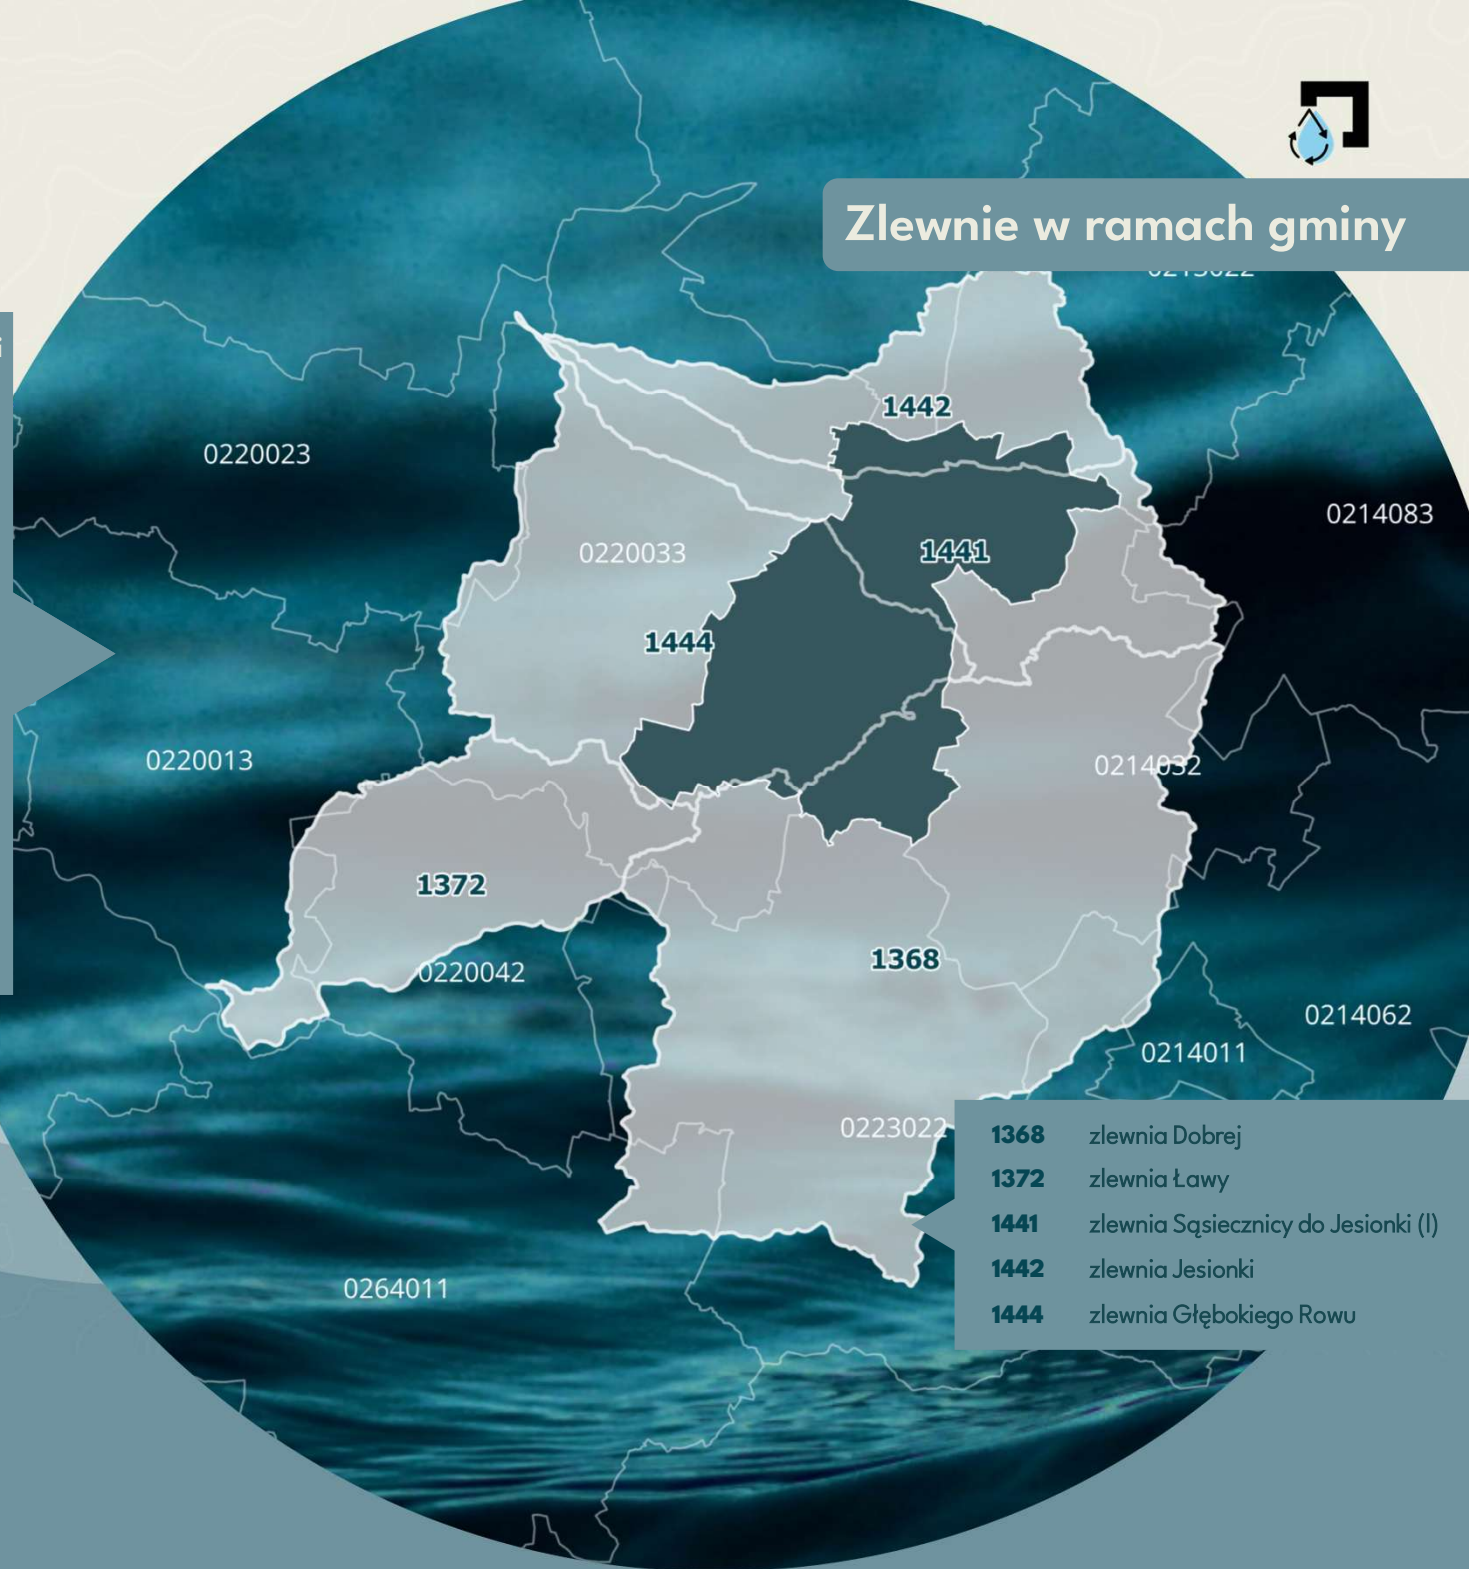 Zlewnie w ramach gminy
1442
0220023
0214083
0220033
1441
1444
0220013
0214032
1372
1368
0220042
0214062
0214011
0223022
1368 zlewnia Dobrej
1372 zlewnia Ławy
1441 zlewnia Sąsiecznicy do Jesionki (l)
1442 zlewnia Jesionki
1444 zlewnia Głębokiego Rowu
0264011